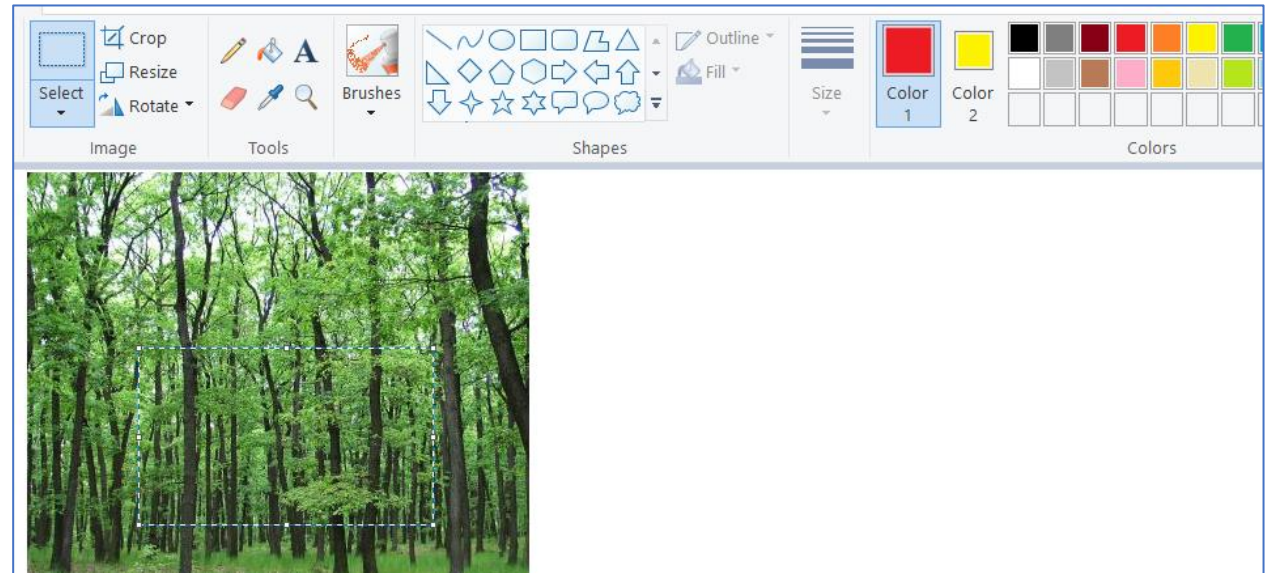 Select
Crop
Resize
Rotate
Image
A
Tools
Brushes
Outline
Fill
Shapes
Size
Color
1
Color
2
Colors